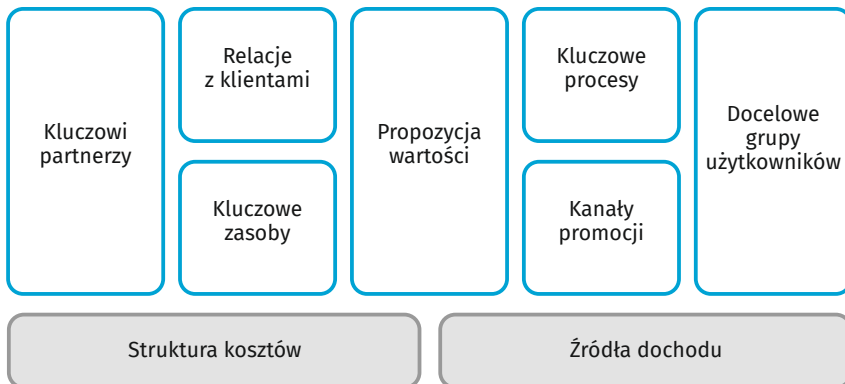 Kluczowi
partnerzy
Relacje
z klientami
Kluczowe
zasoby
Propozycja
wartości
Kluczowe
procesy
Kanały
promocji
Docelowe
grupy
użytkowników
Struktura kosztów
Źródła dochodu